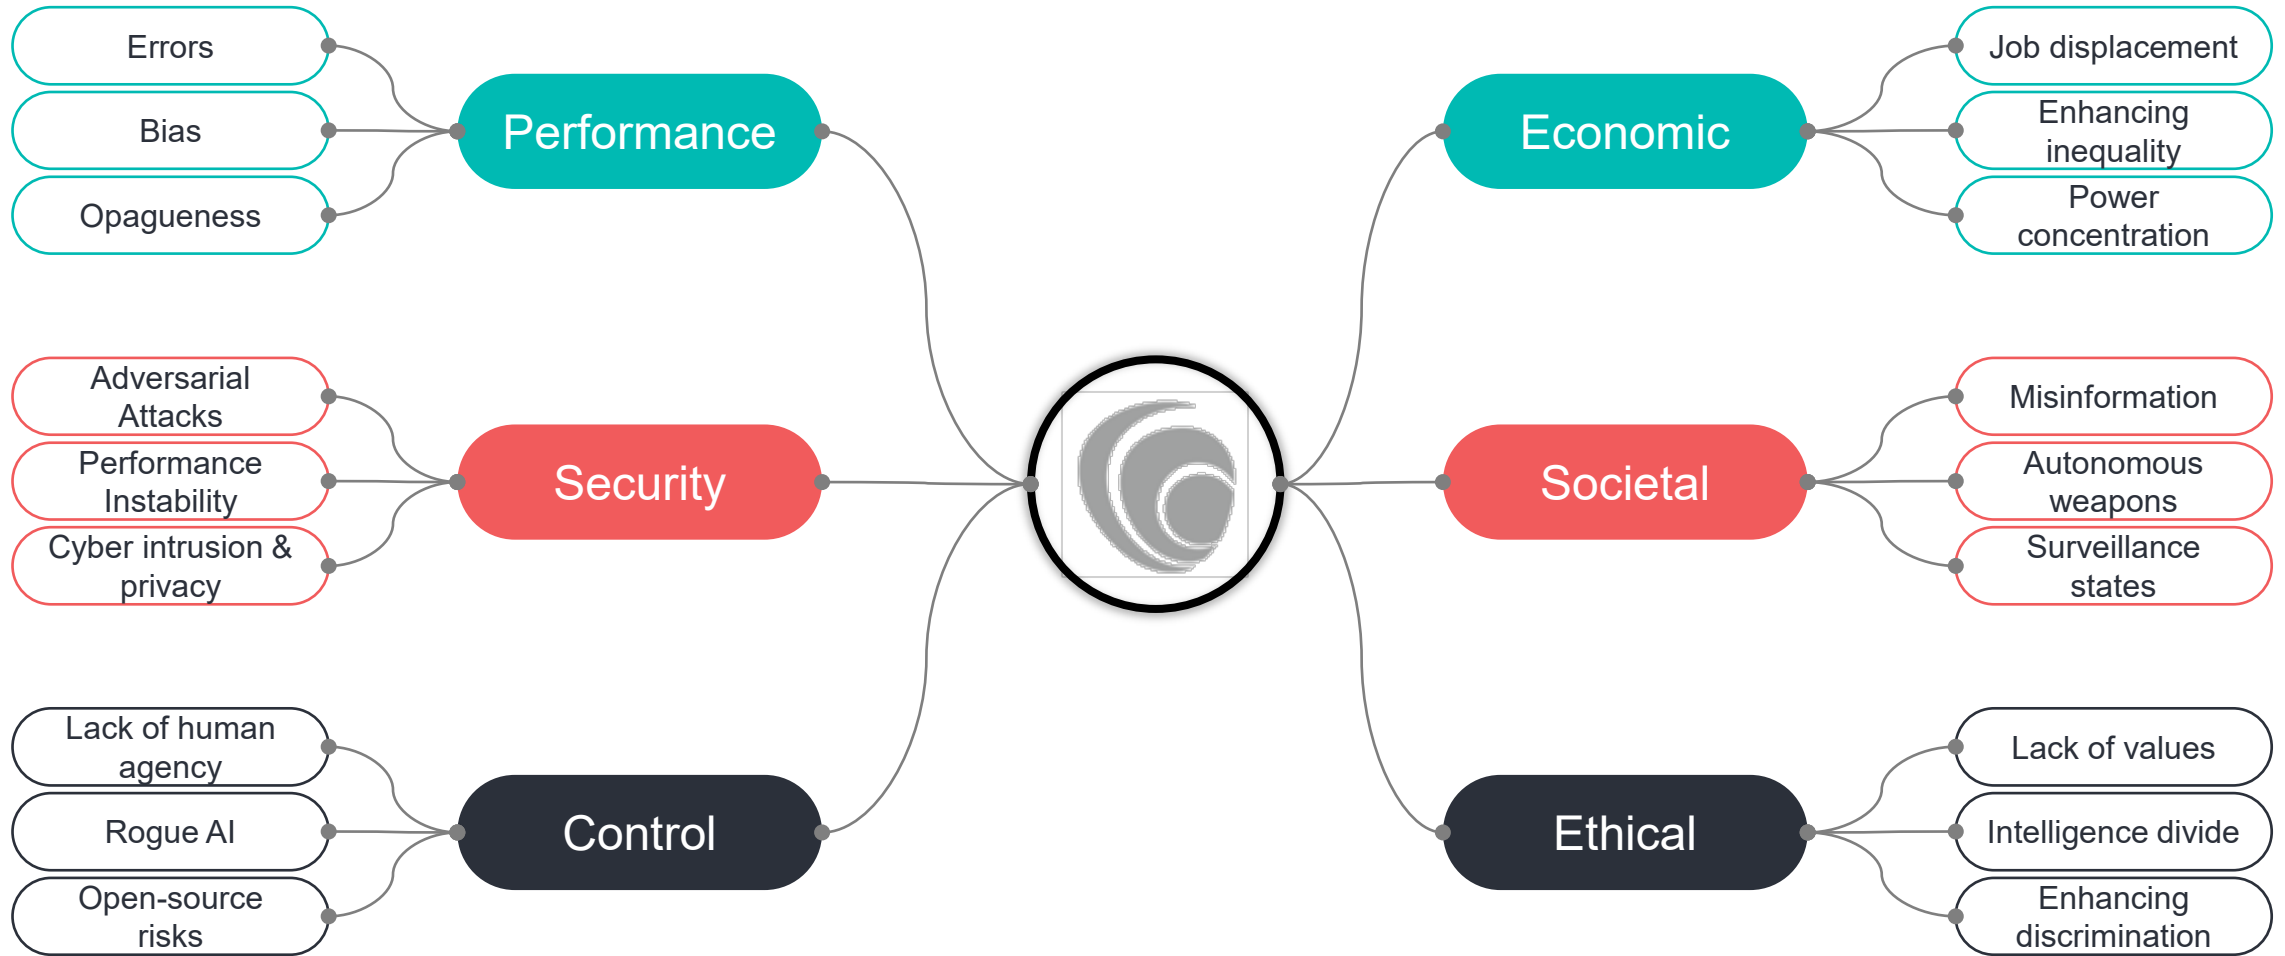 Errors
Bias
Opagueness
Performance
Adversarial
Attacks
Performance
Instability
Cyber intrusion &
privacy
Security
Lack of human
agency
Rogue AI
Open-source
risks
Control
Economic
Job displacement
Enhancing
inequality
Power
concentration
Societal
Misinformation
Autonomous
weapons
Surveillance
states
Ethical
Lack of values
Intelligence divide
Enhancing
discrimination